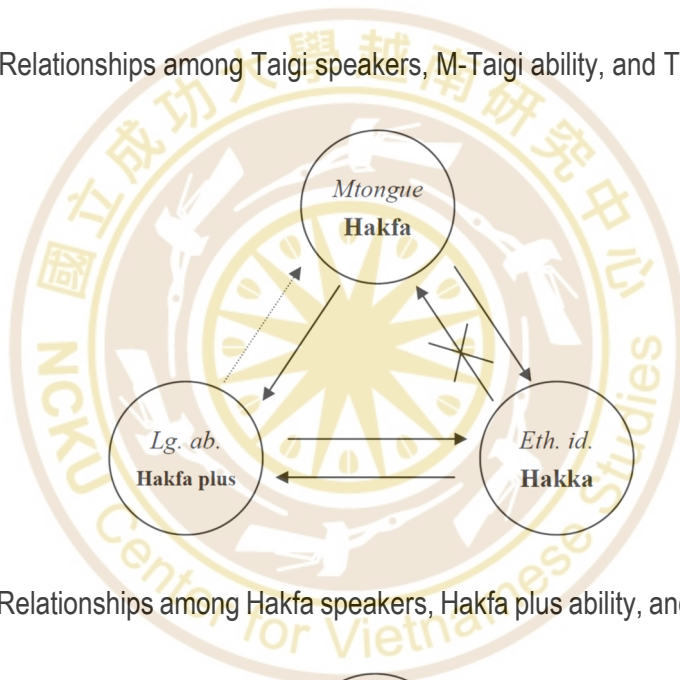 Relationships among Taigi speakers, M-Taigi ability, and T
Mtongue
Hakfa
Lg. ab.
Hakfa plus
Eth. id.
Hakka
Relationships among Hakfa speakers, Hakfa plus ability, an
國立成功大學越南研究中心
NCKU Center for Vietnamese Studies